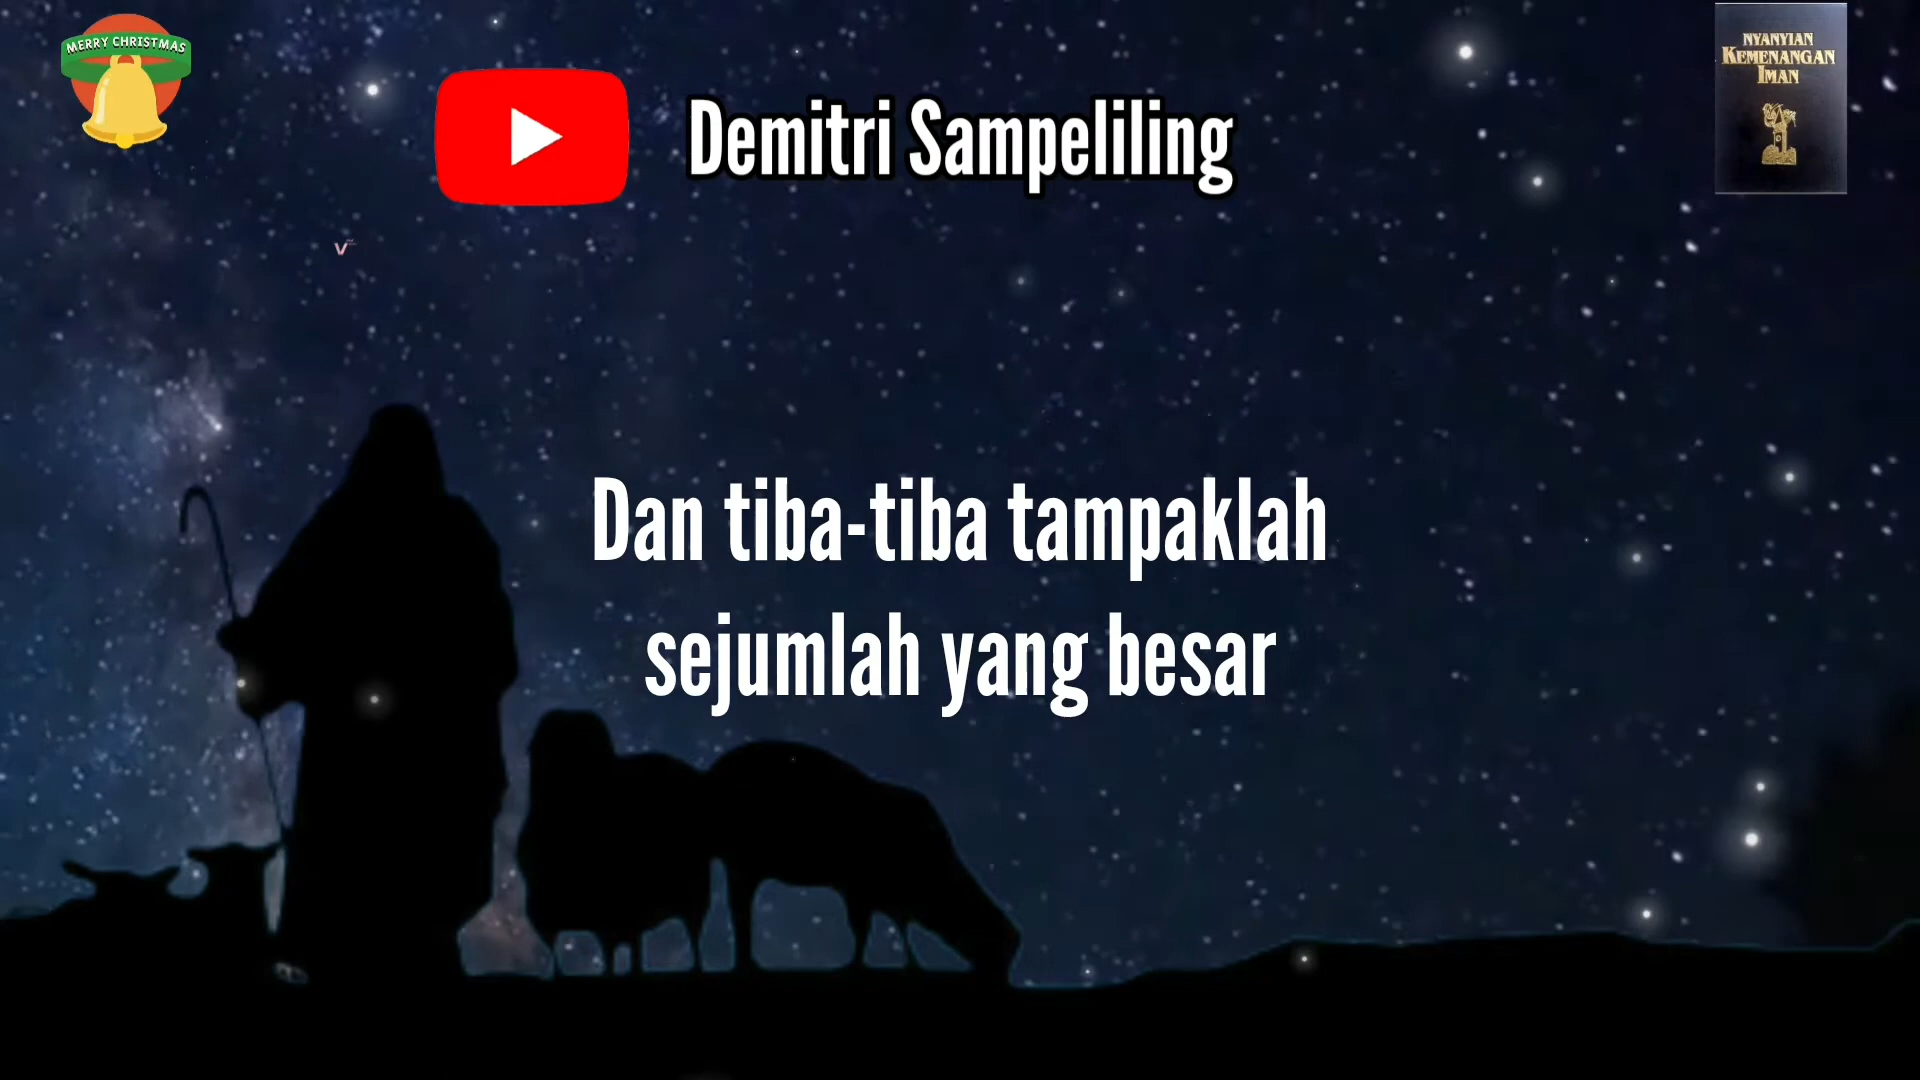 MERRY CHRISTMAS
Demitri Sampeliling
NYANYIAN
KEMENANGAN
IMAN
Dan tiba-tiba tampaklah
sejumlah yang besar